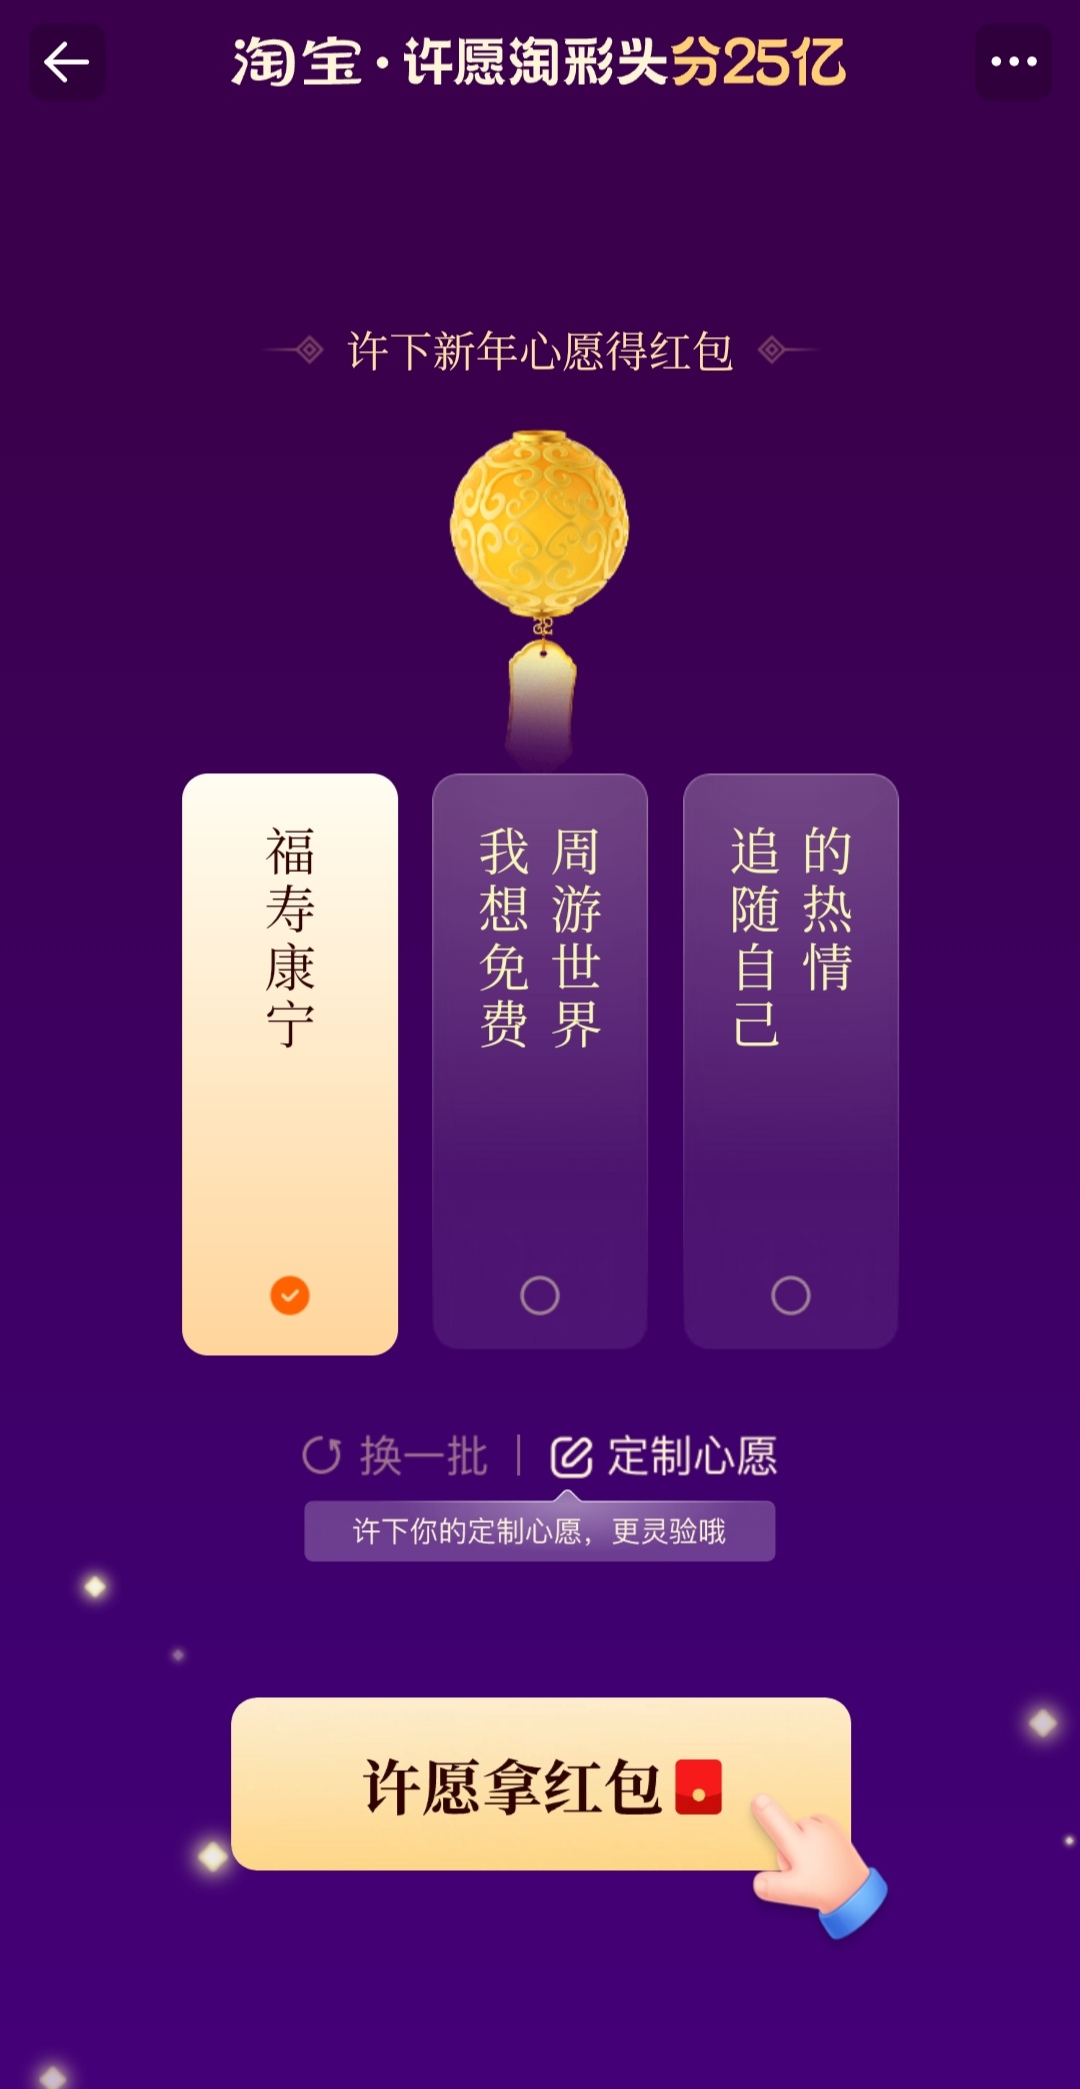 淘宝·许愿淘彩头分25亿
许下新年心愿得红包
福寿康宁
我想免费
周游世界
追随自己
的热情
换一批
定制心愿
许下你的定制心愿，更灵验哦
许愿拿红包